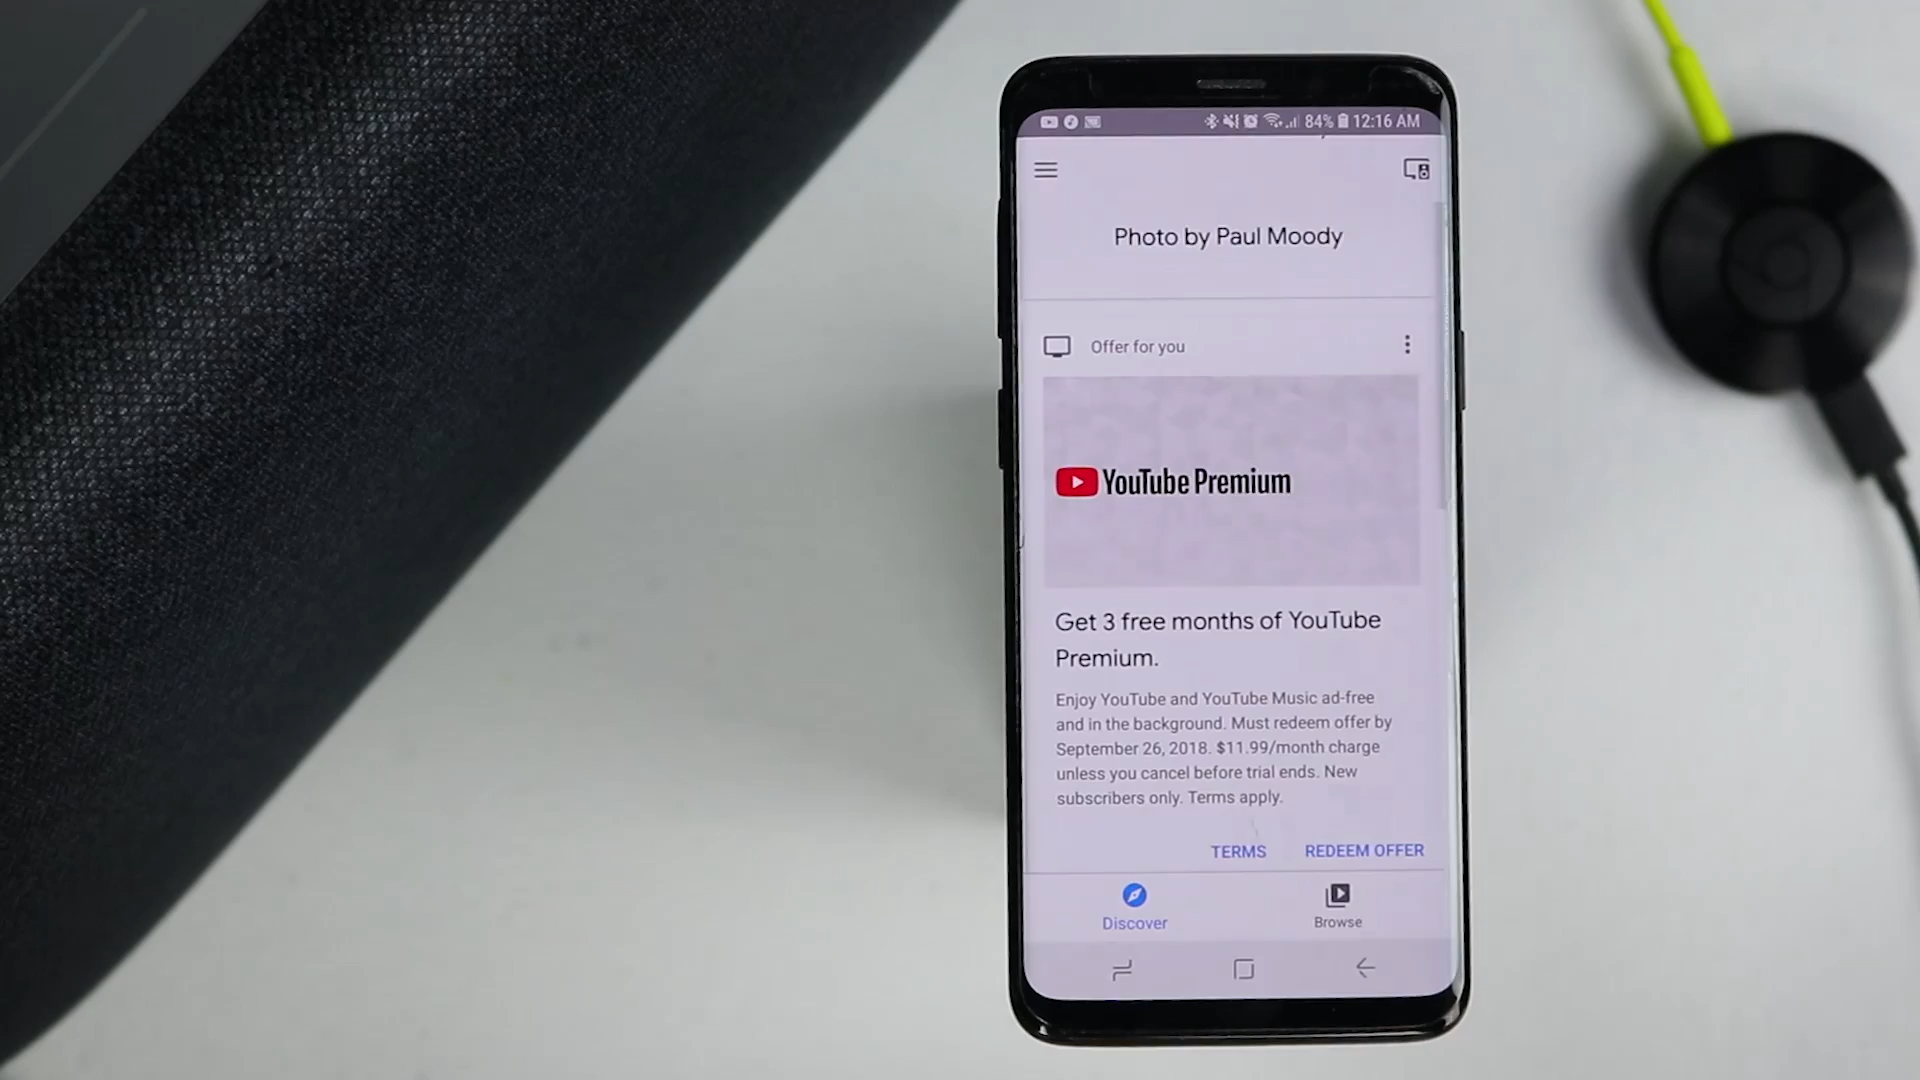 84% 12:16 AM
Photo by Paul Moody
Offer for you
YouTube Premium
Get 3 free months of YouTube
Premium.
Enjoy YouTube and YouTube Music ad-free
and in the background. Must redeem offer by
September 26, 2018. $11.99/month charge
unless you cancel before trial ends. New
subscribers only. Terms apply.
TERMS REDEEM OFFER
Discover Browse